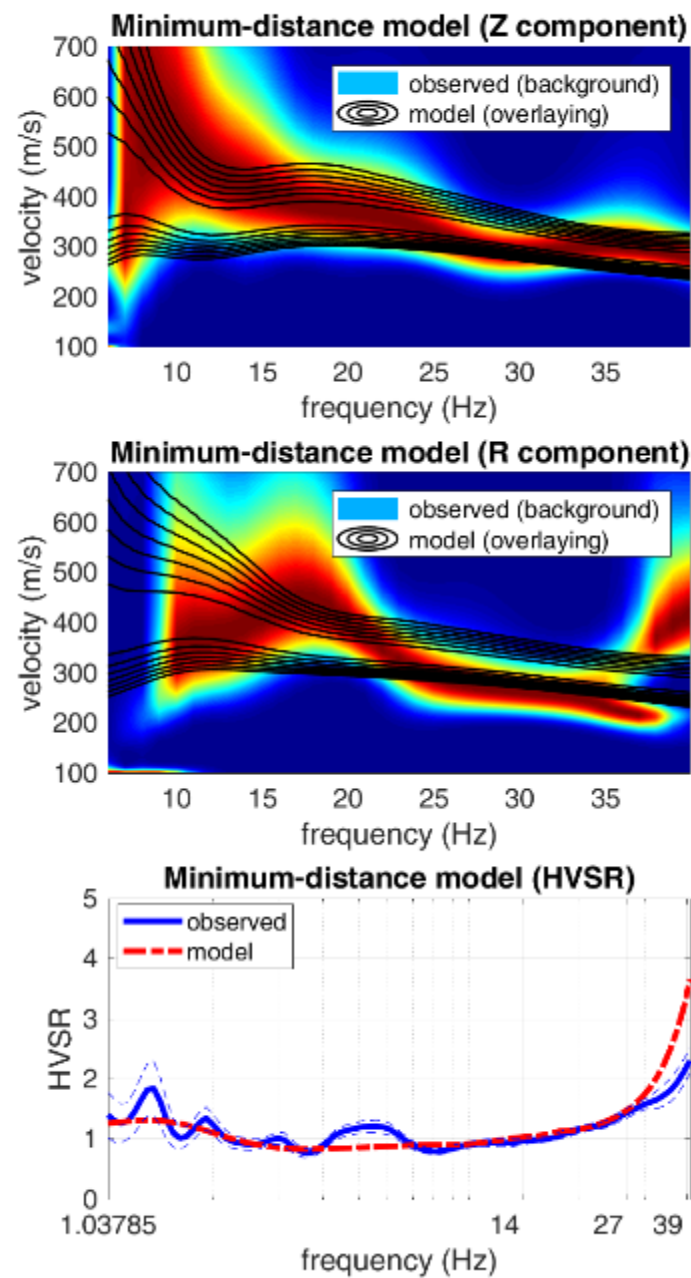 Minimum-distance model (Z component)
700
600
500
400
300
200
100
velocity (m/s)
observed (background)
model (overlaying)
10 15 20 25 30 35
frequency (Hz)
Minimum-distance model (R component)
700
600
500
400
300
200
100
velocity (m/s)
observed (background)
model (overlaying)
10 15 20 25 30 35
frequency (Hz)
Minimum-distance model (HVSR)
5
4
3
2
1
0
HVSR
observed
model
1.03785 14 27 39
frequency (Hz)